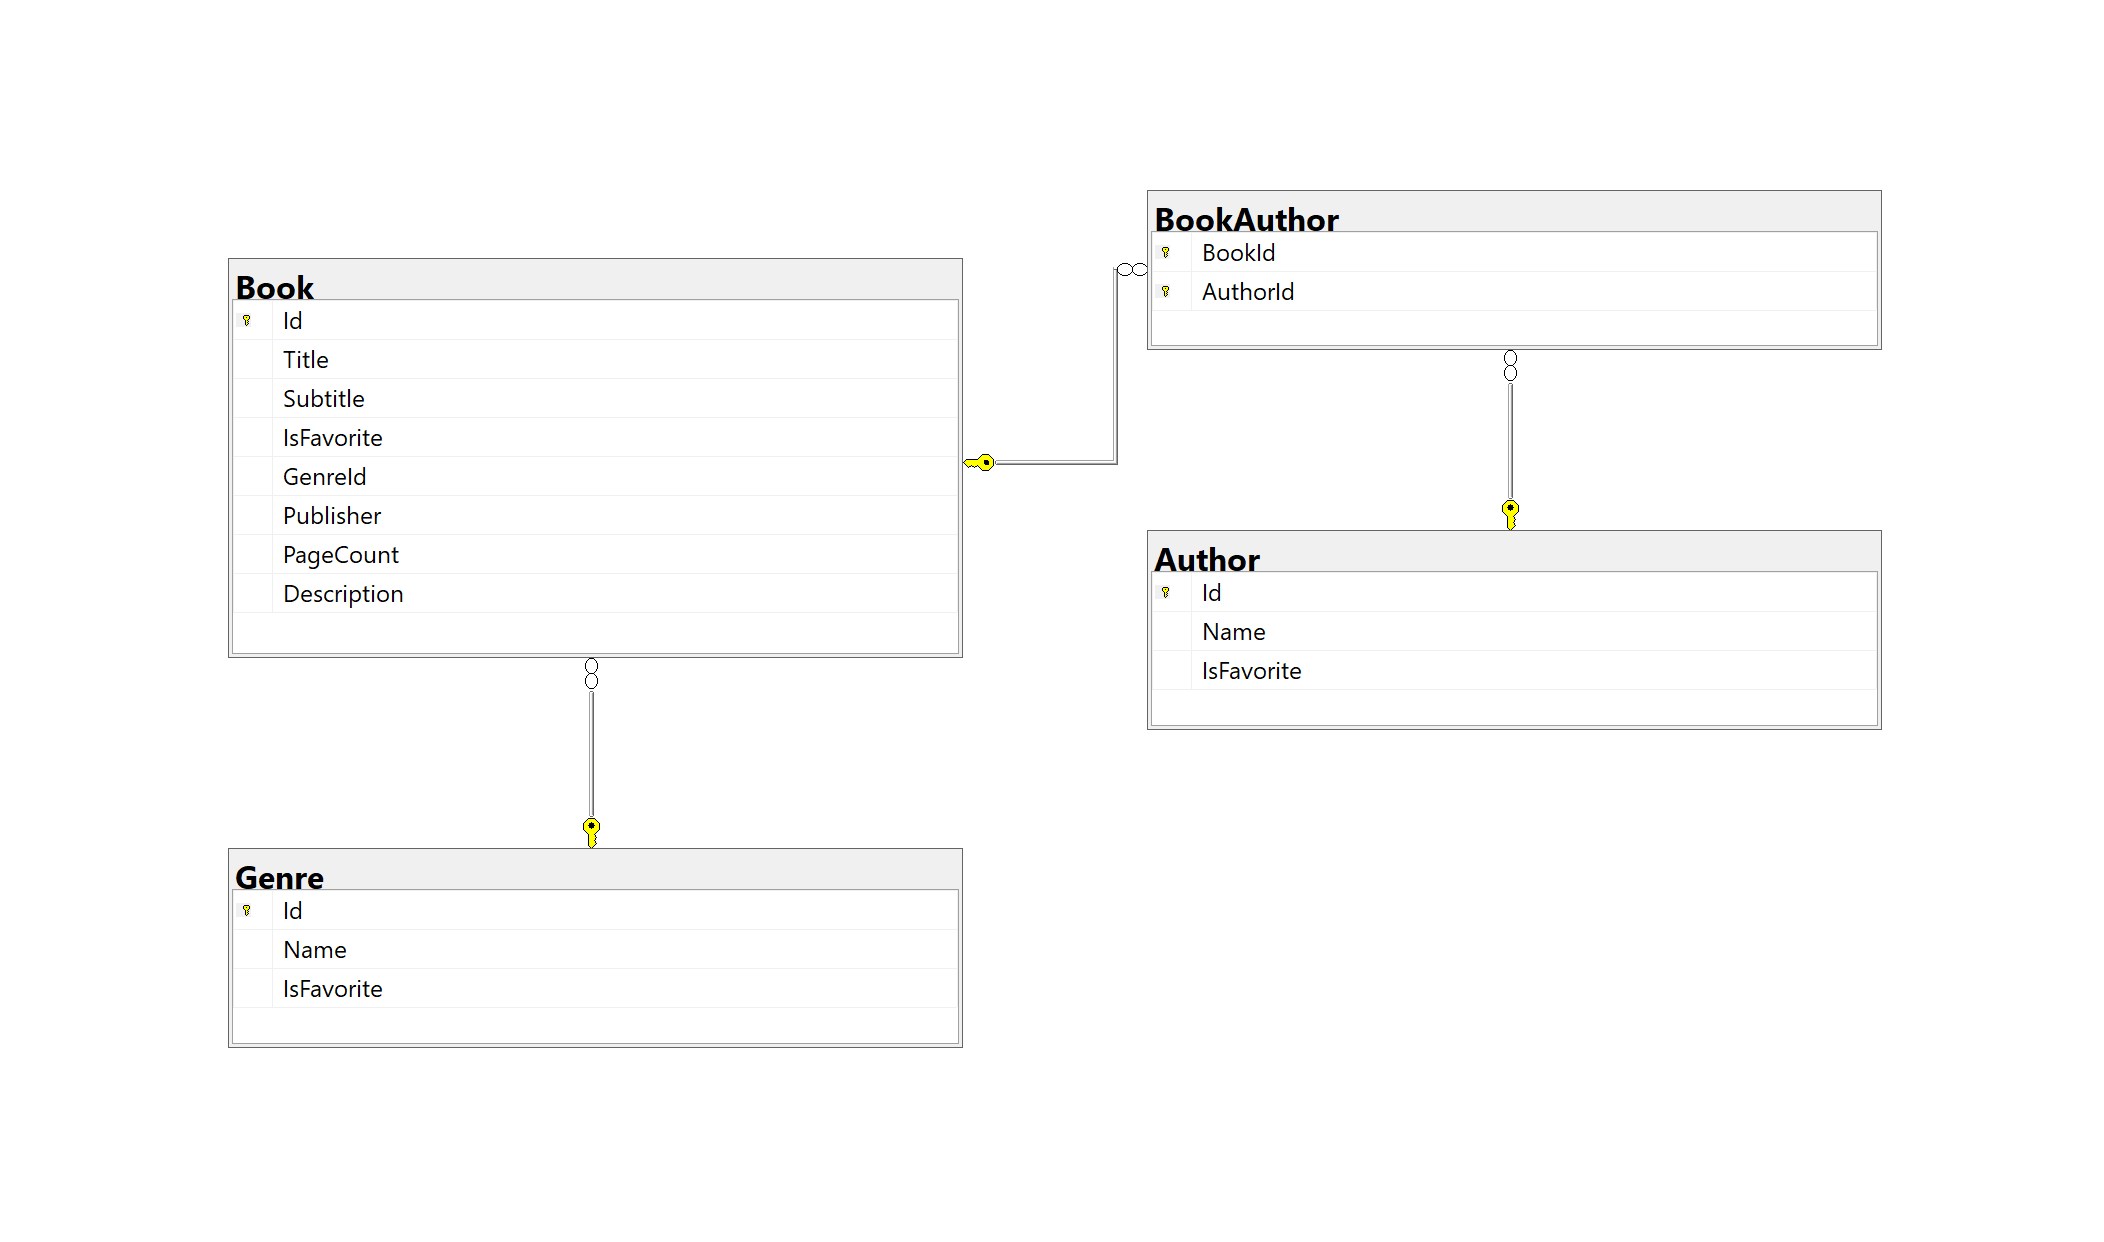 Book
Id
Title
Subtitle
IsFavorite
GenreId
Publisher
PageCount
Description
BookAuthor
BookId
AuthorId
Author
Id
Name
IsFavorite
Genre
Id
Name
IsFavorite